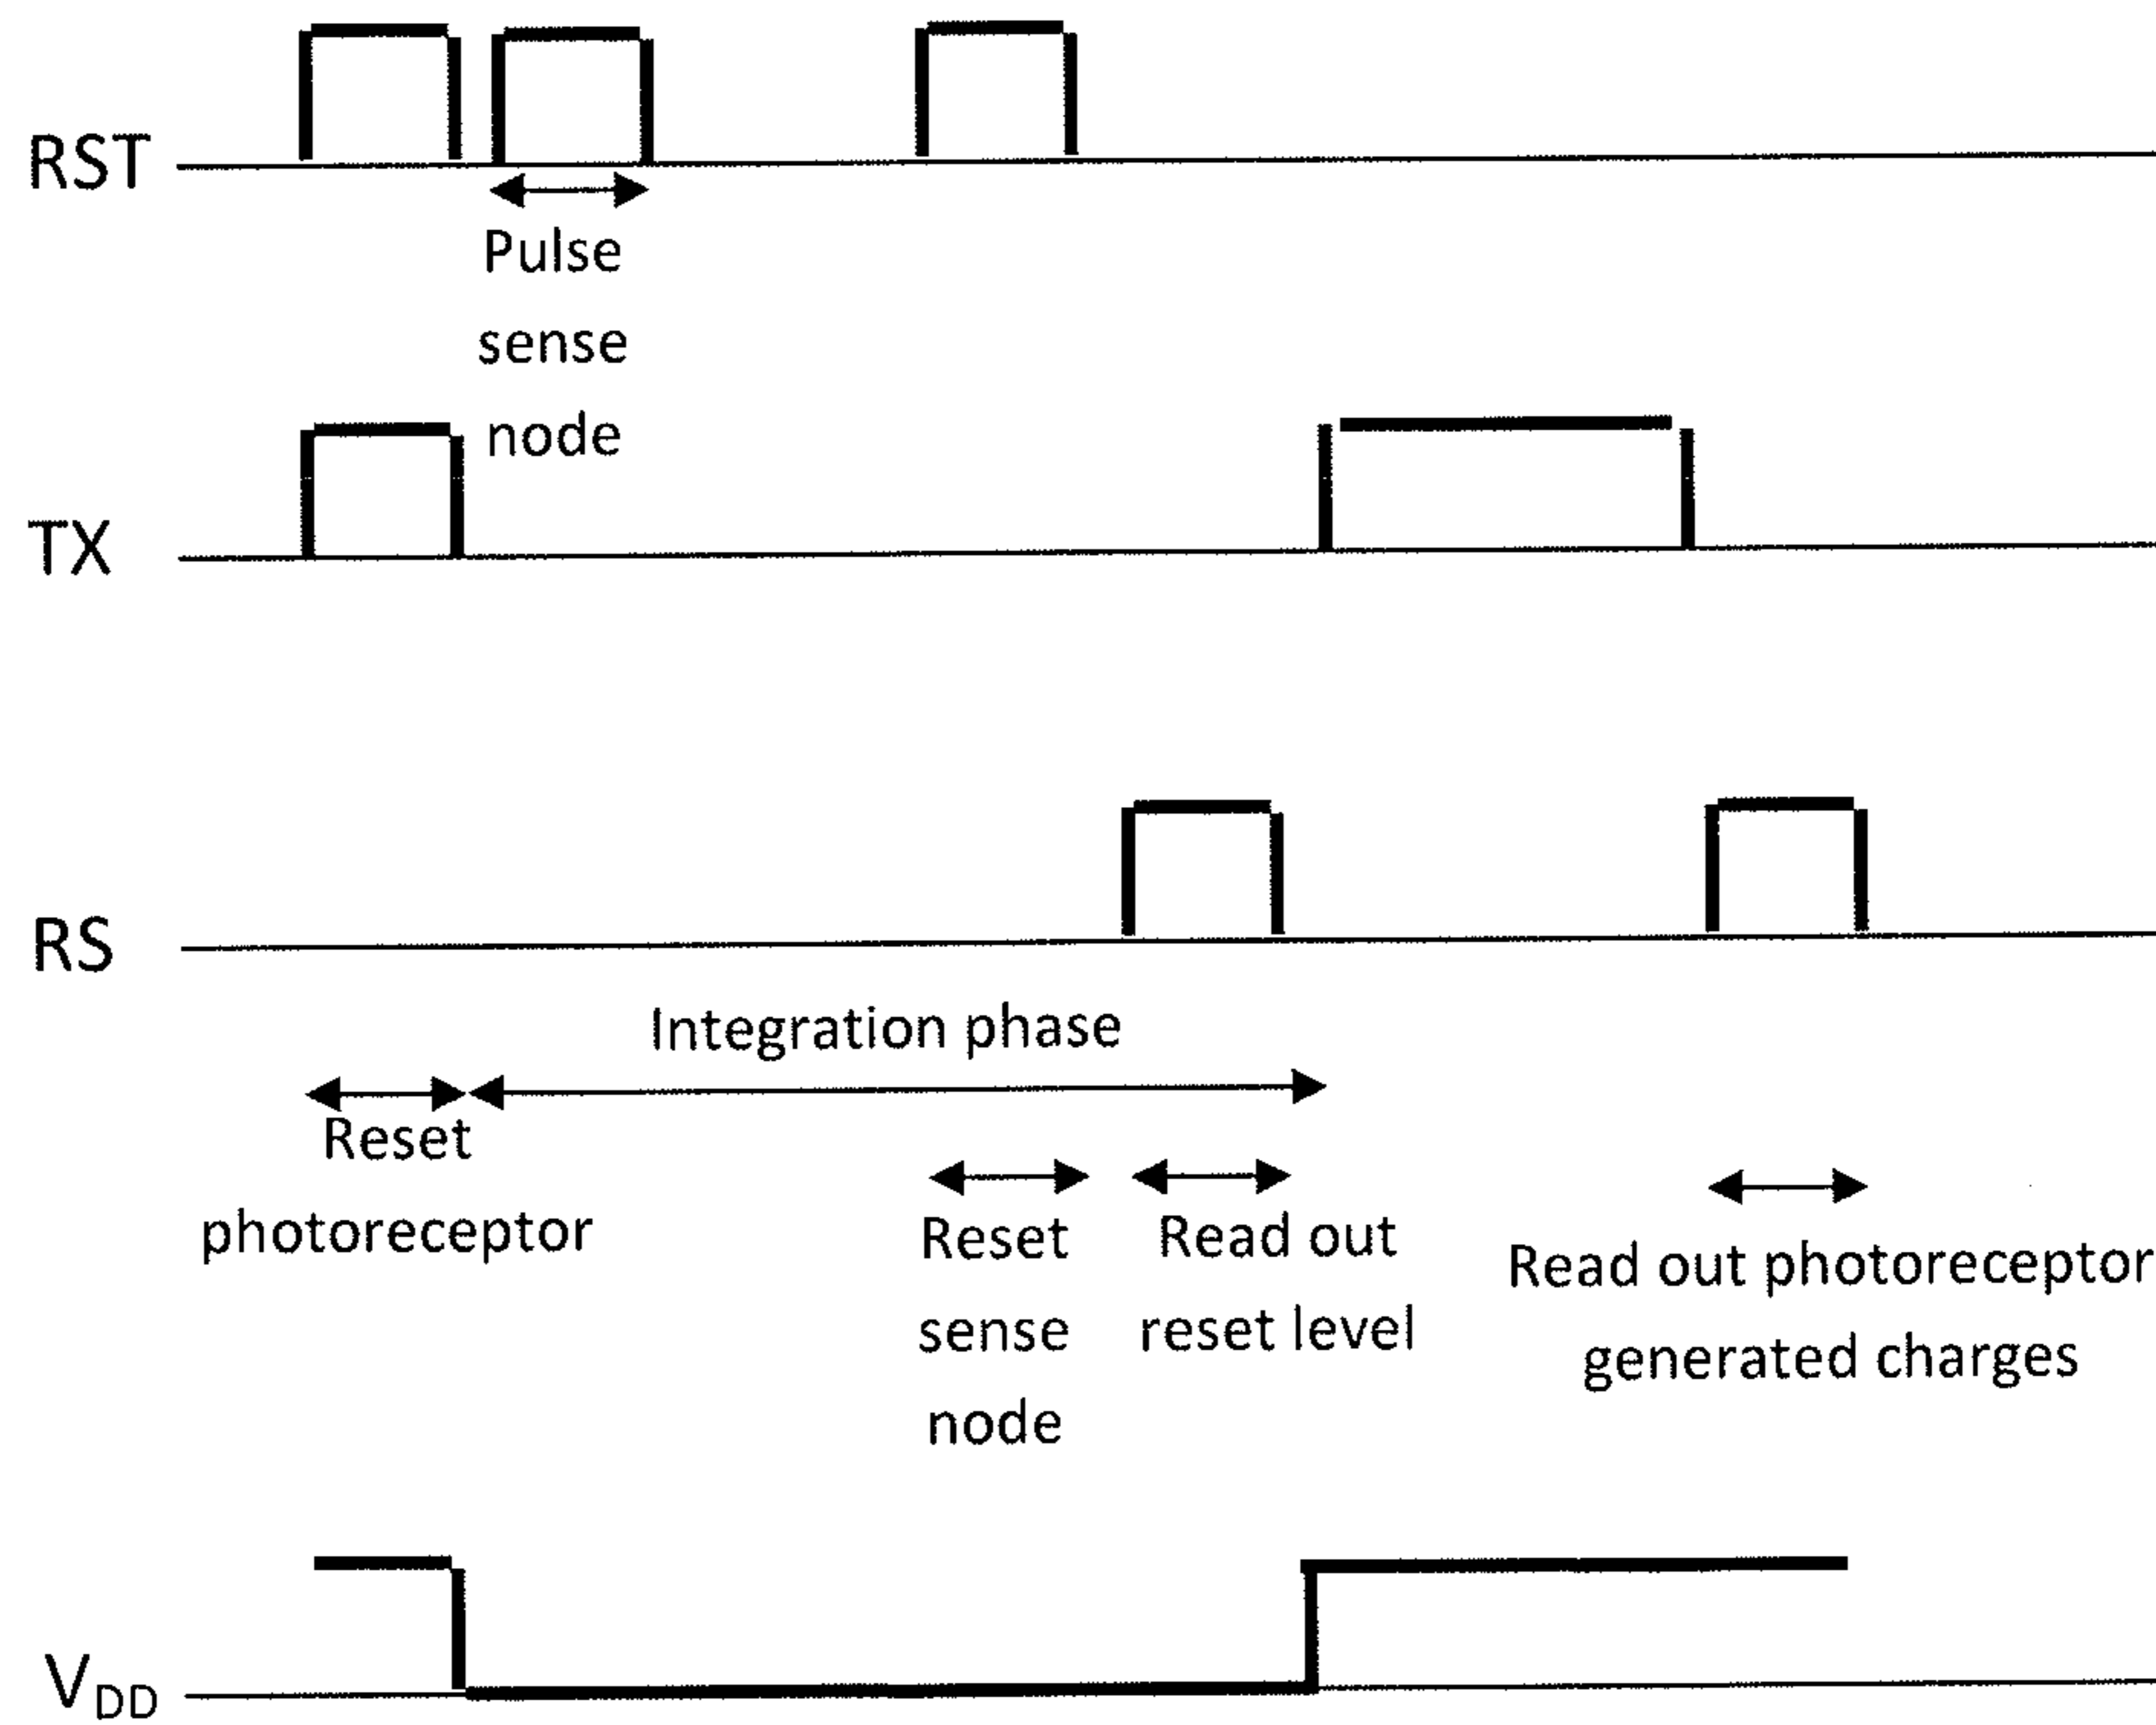 RST
Pulse
sense
node
TX
RS
Integration phase
Reset
photoreceptor
Reset
sense
node
Read out
reset level
Read out photoreceptor
generated charges
VDD